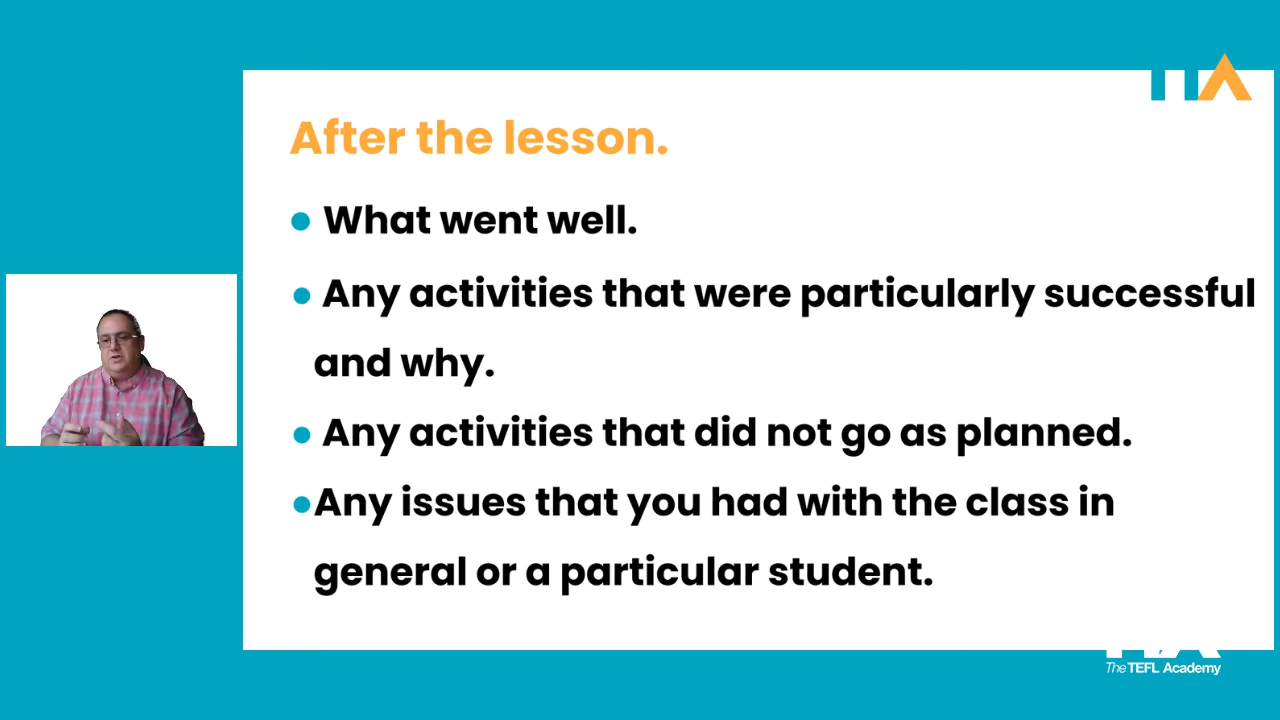 After the lesson.
• What went well.
• Any activities that were particularly successful
and why.
• Any activities that did not go as planned.
•Any issues that you had with the class in
general or a particular student.
The TEFL Academy